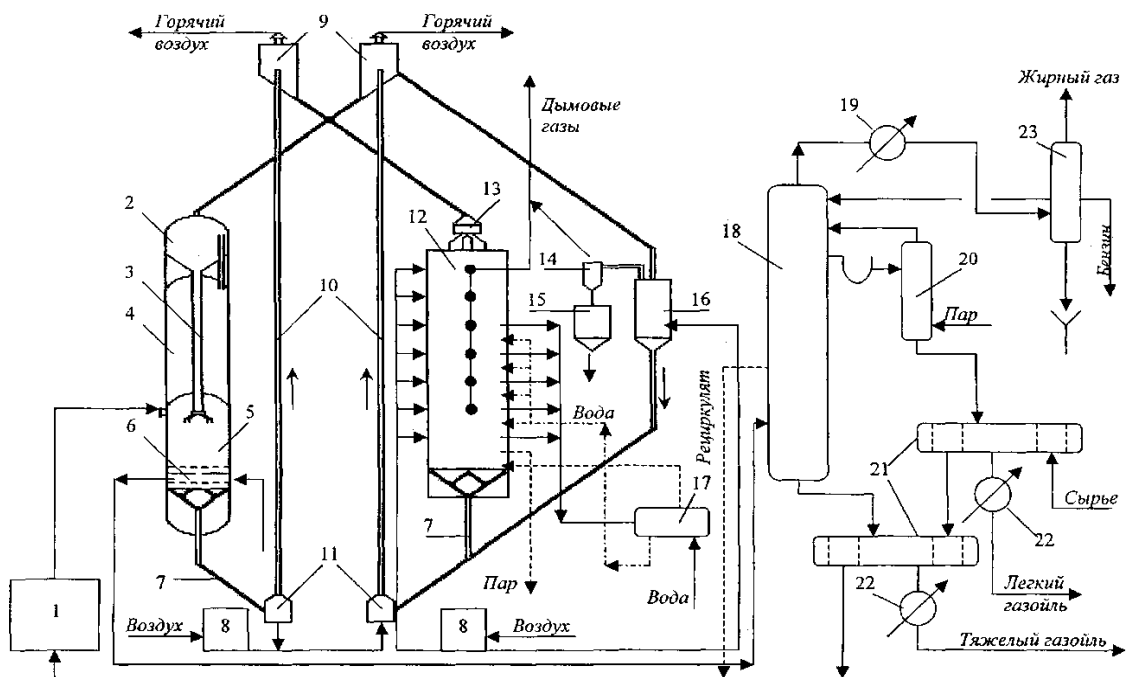 Горячий
воздух
9
Горячий
воздух
Дымовые
газы
19
Жирный газ
23
2
3
4
5
6
7
1
10
11
12
13
14
15
16
Вода
Рециркулят
17
7
Пар
Вода
Воздух
8
8
Воздух
18
20
Пар
Бензин
21
Сырье
22
22
Легкий
газойль
Тяжелый газойль